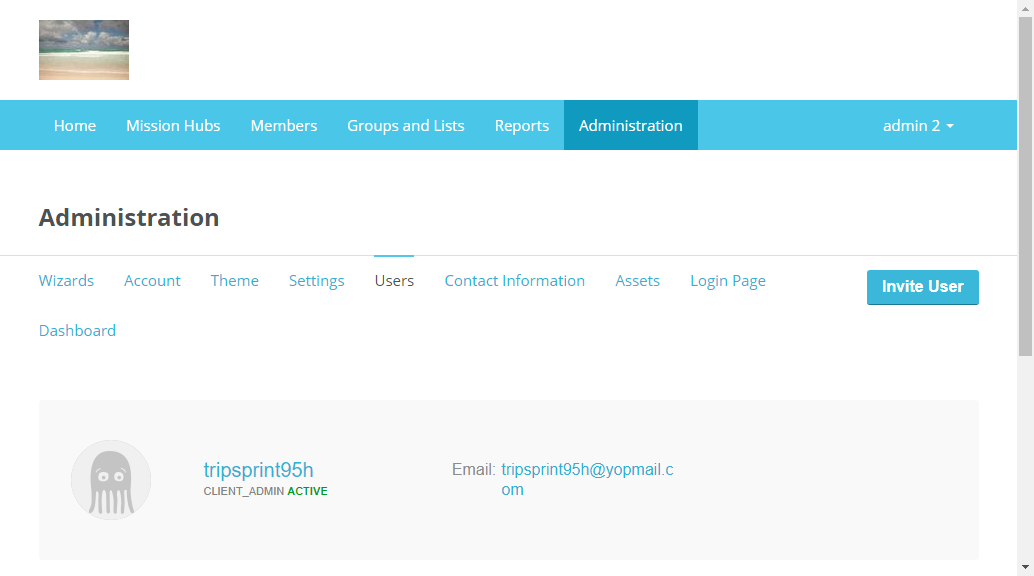 Home Mission Hubs Members Groups and Lists Reports Administration admin 2
Administration
Wizards Account Theme Settings Users Contact Information Assets Login Page Invite User
Dashboard
tripsprint95h Email: tripsprint95h@yopmail.c
CLIENT_ADMIN ACTIVE om